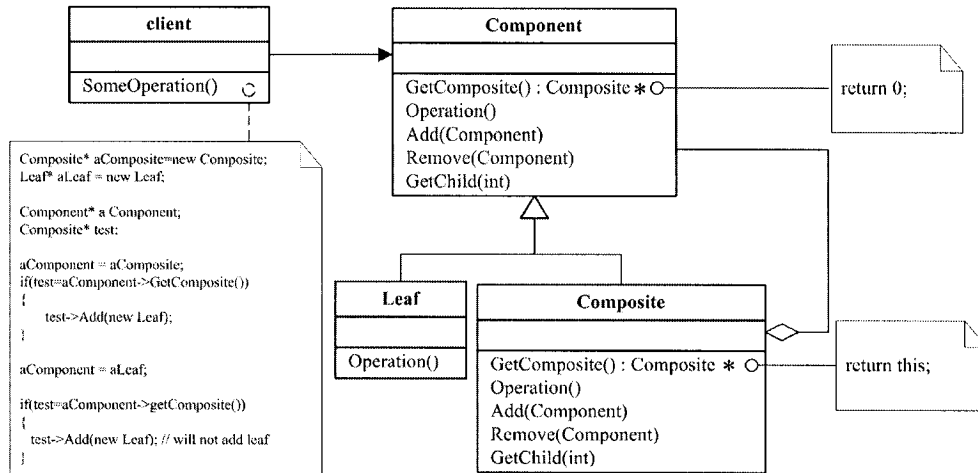 client
SomeOperation()
Component
GetComposite() : Composite *
Operation()
Add(Component)
Remove(Component)
GetChild(int)
return 0;
Composite* aComposite=new Composite;
Leaf* aLeaf = new Leaf;
Component* a Component;
Composite* test;
aComponent = aComposite;
if(test=aComponent->GetComposite())
{
test->Add(new Leaf);
}
aComponent = aLeaf;
if(test=aComponent->getComposite())
{
test->Add(new Leaf); // will not add leaf
}
Leaf
Operation()
Composite
GetComposite() : Composite *
Operation()
Add(Component)
Remove(Component)
GetChild(int)
return this;